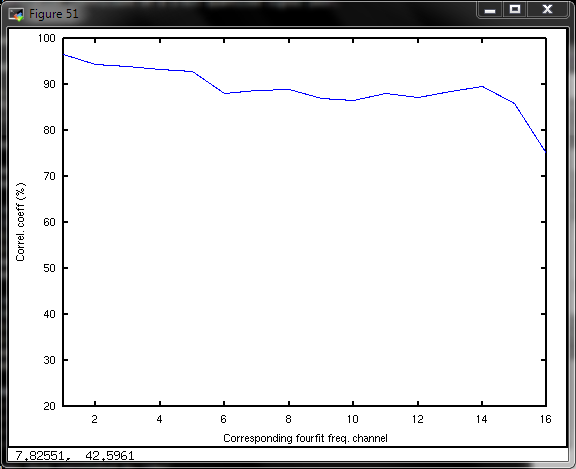 Figure 51
100
90
80
70
60
50
40
30
20
Correl. coeff (%)
2 4 6 8 10 12 14 16
Corresponding fourfit freq. channel
7.82551, 42.5961